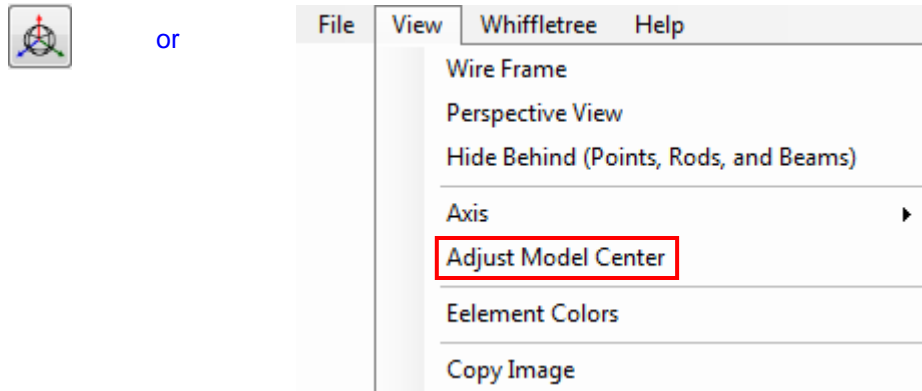 or
File View Whiffletree Help
Wire Frame
Perspective View
Hide Behind (Points, Rods, and Beams)
Axis
Adjust Model Center
Eelement Colors
Copy Image